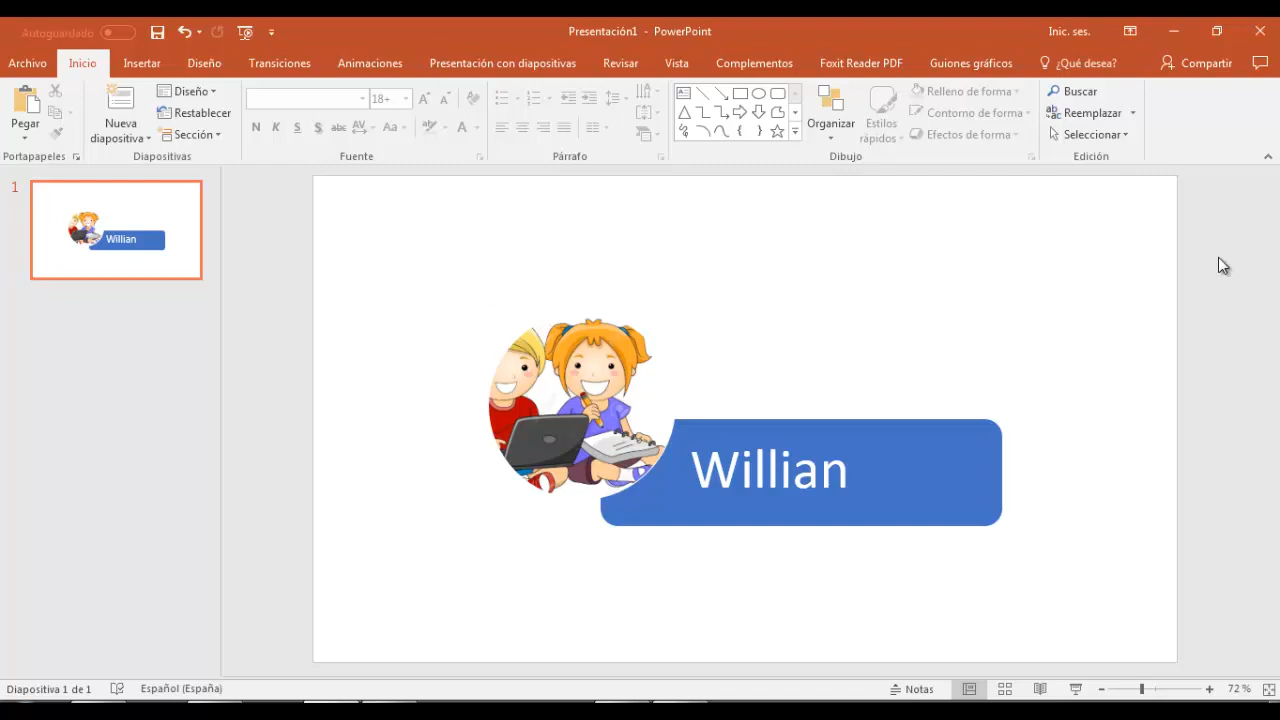 Autoguardado
Presentación1 - PowerPoint
Inic. ses.
Archivo Inicio Insertar Diseño Transiciones Animaciones Presentación con diapositivas Revisar Vista Complementos Foxit Reader PDF Guiones gráficos ¿Qué desea? Compartir
Pegar
Portapapeles
Nueva
diapositiva
Diseño
Restablecer
Sección
Diapositivas
18+
N K S S abc AV Aa A
Fuente
Párrafo
Organizar
Estilos
rápidos
Relleno de forma
Contorno de forma
Efectos de forma
Dibujo
Buscar
Reemplazar
Seleccionar
Edición
1
Willian
Willian
Diapositiva 1 de 1 Español (España) Notas 72 %